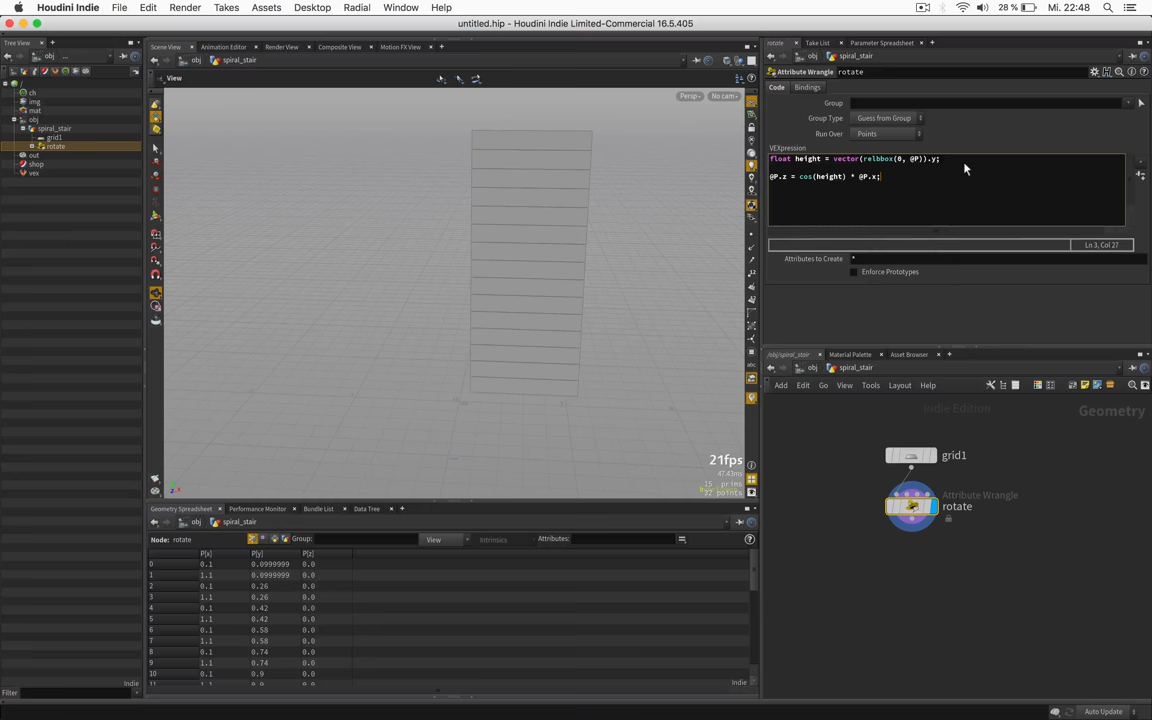 Houdini Indie File Edit Render Assets Desktop Radial Window Help 28 % Mi. 22:48
untitled.hip - Houdini Indie Limited-Commercial 16.5.405
Tree View
obj
/
ch
img
mat
obj
spiral_stair
grid1
rotate
out
shop
vex
Filter
Indie
Scene View Animation Editor Render View Composite View Motion FX View
obj spiral_stair
View
Persp No cam
21fps
47.43ms
15 prims
32 points
Geometry Spreadsheet Performance Monitor Bundle List Data Tree
obj spiral_stair
Node: rotate Group: View Intrinsics Attributes:
P[x] P[y] P[z]
0 0.1 0.0999999 0.0
1 1.1 0.0999999 0.0
2 0.1 0.26 0.0
3 1.1 0.26 0.0
4 0.1 0.42 0.0
5 1.1 0.42 0.0
6 0.1 0.58 0.0
7 1.1 0.58 0.0
8 0.1 0.74 0.0
9 1.1 0.74 0.0
10 0.1 0.9 0.0
11 1.1 0.9 0.0
Indie
rotate Take List Parameter Spreadsheet
obj spiral_stair
Attribute Wrangle rotate
Code Bindings
Group
Group Type Guess from Group
Run Over Points
VEXpression
float height = vector(relbbox(0, @P)).y;
@P.z = cos(height) * @P.x;
Ln 3, Col 27
Attributes to Create *
Enforce Prototypes
/obj/spiral_stair Material Palette Asset Browser
obj spiral_stair
Add Edit Go View Tools Layout Help
Indie Edition Geometry
grid1
Attribute Wrangle
rotate
Auto Update